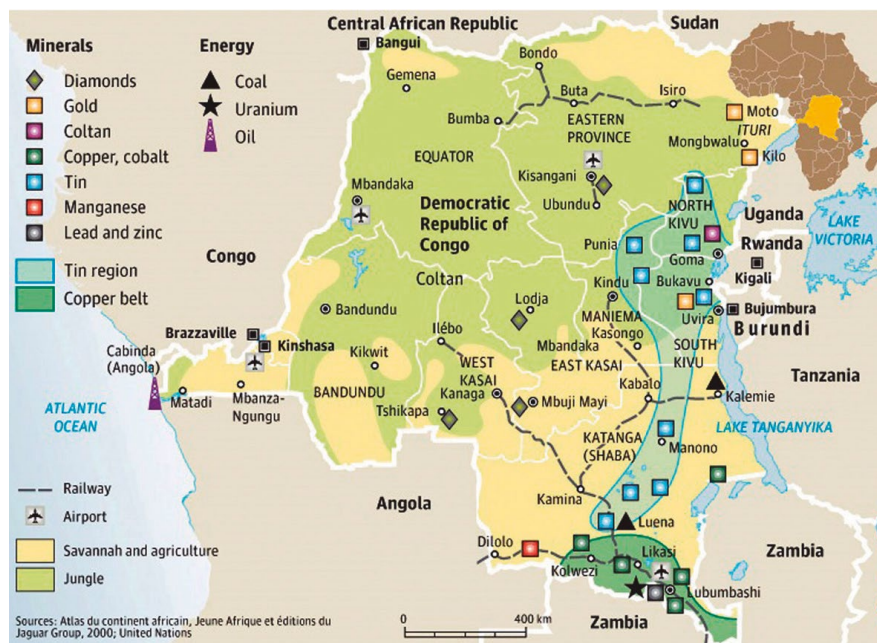 Minerals
Diamonds
Gold
Coltan
Copper, cobalt
Tin
Manganese
Lead and zinc
Tin region
Copper belt
Energy
Coal
Uranium
Oil
Central African Republic
Bangui
Sudan
Gemena
Bondo
Buta
Isiro
Bumba
EASTERN
PROVINCE
Moto
ITURI
Mongbwalu
Kilo
EQUATOR
Kisangani
Mbandaka
Democratic
Republic of
Congo
Ubundu
NORTH
KIVU
Uganda
LAKE
VICTORIA
Punia
Rwanda
Goma
Kigali
Congo
Coltan
Bukavu
Kindu
Bandundu
Lodja
MANIEMA
Uvira
Bujumbura
Burundi
Brazzaville
Kinshasa
Ilébo
Kasongo
Mbandaka
SOUTH
KIVU
Cabinda
(Angola)
Kikwit
WEST
KASAI
EAST KASAI
Matadi
Mbanza-
Ngungu
BANDUNDU
Kanaga
Kabalo
Kalemie
Tanzania
ATLANTIC
OCEAN
Tshikapa
Mbuji Mayi
LAKE TANGANYIKA
KATANGA
(SHABA)
Manono
Railway
Airport
Savannah and agriculture
Jungle
Angola
Kamina
Luena
Dilolo
Kolwezi
Likasi
Lubumbashi
Zambia
Zambia
Sources: Atlas du continent africain, Jeune Afrique et éditions du
Jaguar Group, 2000; United Nations
0
400 km